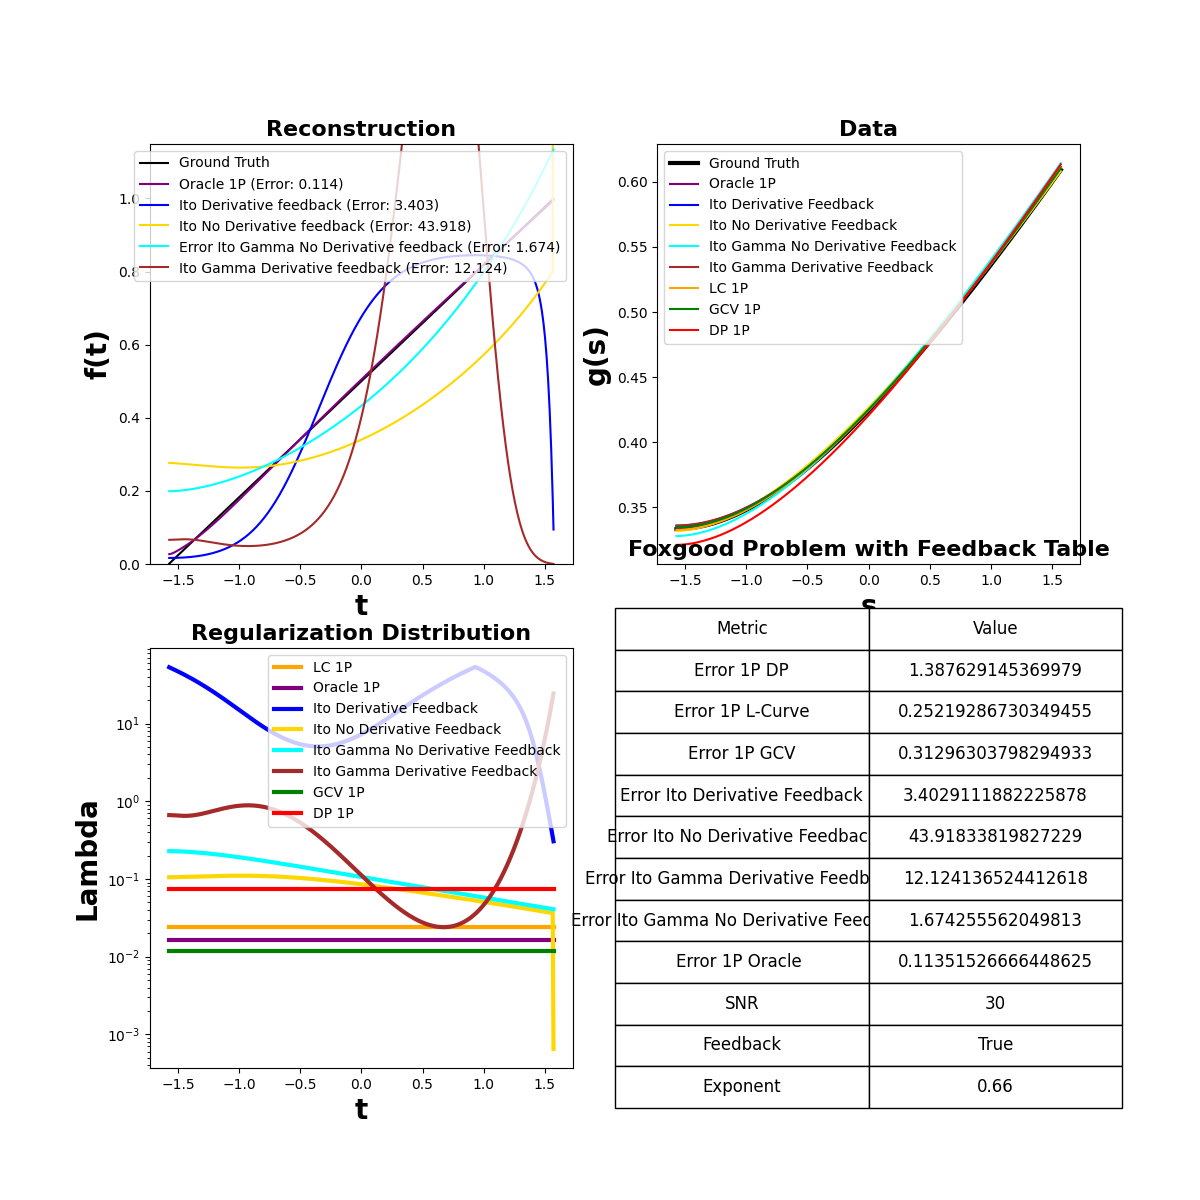 Reconstruction
Ground Truth
Oracle 1P (Error: 0.114)
Ito Derivative feedback (Error: 3.403)
Ito No Derivative feedback (Error: 43.918)
Error Ito Gamma No Derivative feedback (Error: 1.674)
Ito Gamma Derivative feedback (Error: 12.124)
1.0
0.8
0.6
0.4
0.2
0.0
f(t)
−1.5 −1.0 −0.5 0.0 0.5 1.0 1.5
t
Data
Ground Truth
Oracle 1P
Ito Derivative Feedback
Ito No Derivative Feedback
Ito Gamma No Derivative Feedback
Ito Gamma Derivative Feedback
LC 1P
GCV 1P
DP 1P
0.60
0.55
0.50
0.45
0.40
0.35
g(s)
−1.5 −1.0 −0.5 0.0 0.5 1.0 1.5
s
Regularization Distribution
LC 1P
Oracle 1P
Ito Derivative Feedback
Ito No Derivative Feedback
Ito Gamma No Derivative Feedback
Ito Gamma Derivative Feedback
GCV 1P
DP 1P
10^1
10^0
10^−1
10^−2
10^−3
Lambda
−1.5 −1.0 −0.5 0.0 0.5 1.0 1.5
t
Foxgood Problem with Feedback Table
Metric Value
Error 1P DP 1.387629145369979
Error 1P L-Curve 0.25219286730349455
Error 1P GCV 0.31296303798294933
Error Ito Derivative Feedback 3.4029111882225878
Error Ito No Derivative Feedbac 43.91833819827229
Error Ito Gamma Derivative Feedb 12.124136524412618
Error Ito Gamma No Derivative Feed 1.674255562049813
Error 1P Oracle 0.11351526666448625
SNR 30
Feedback True
Exponent 0.66